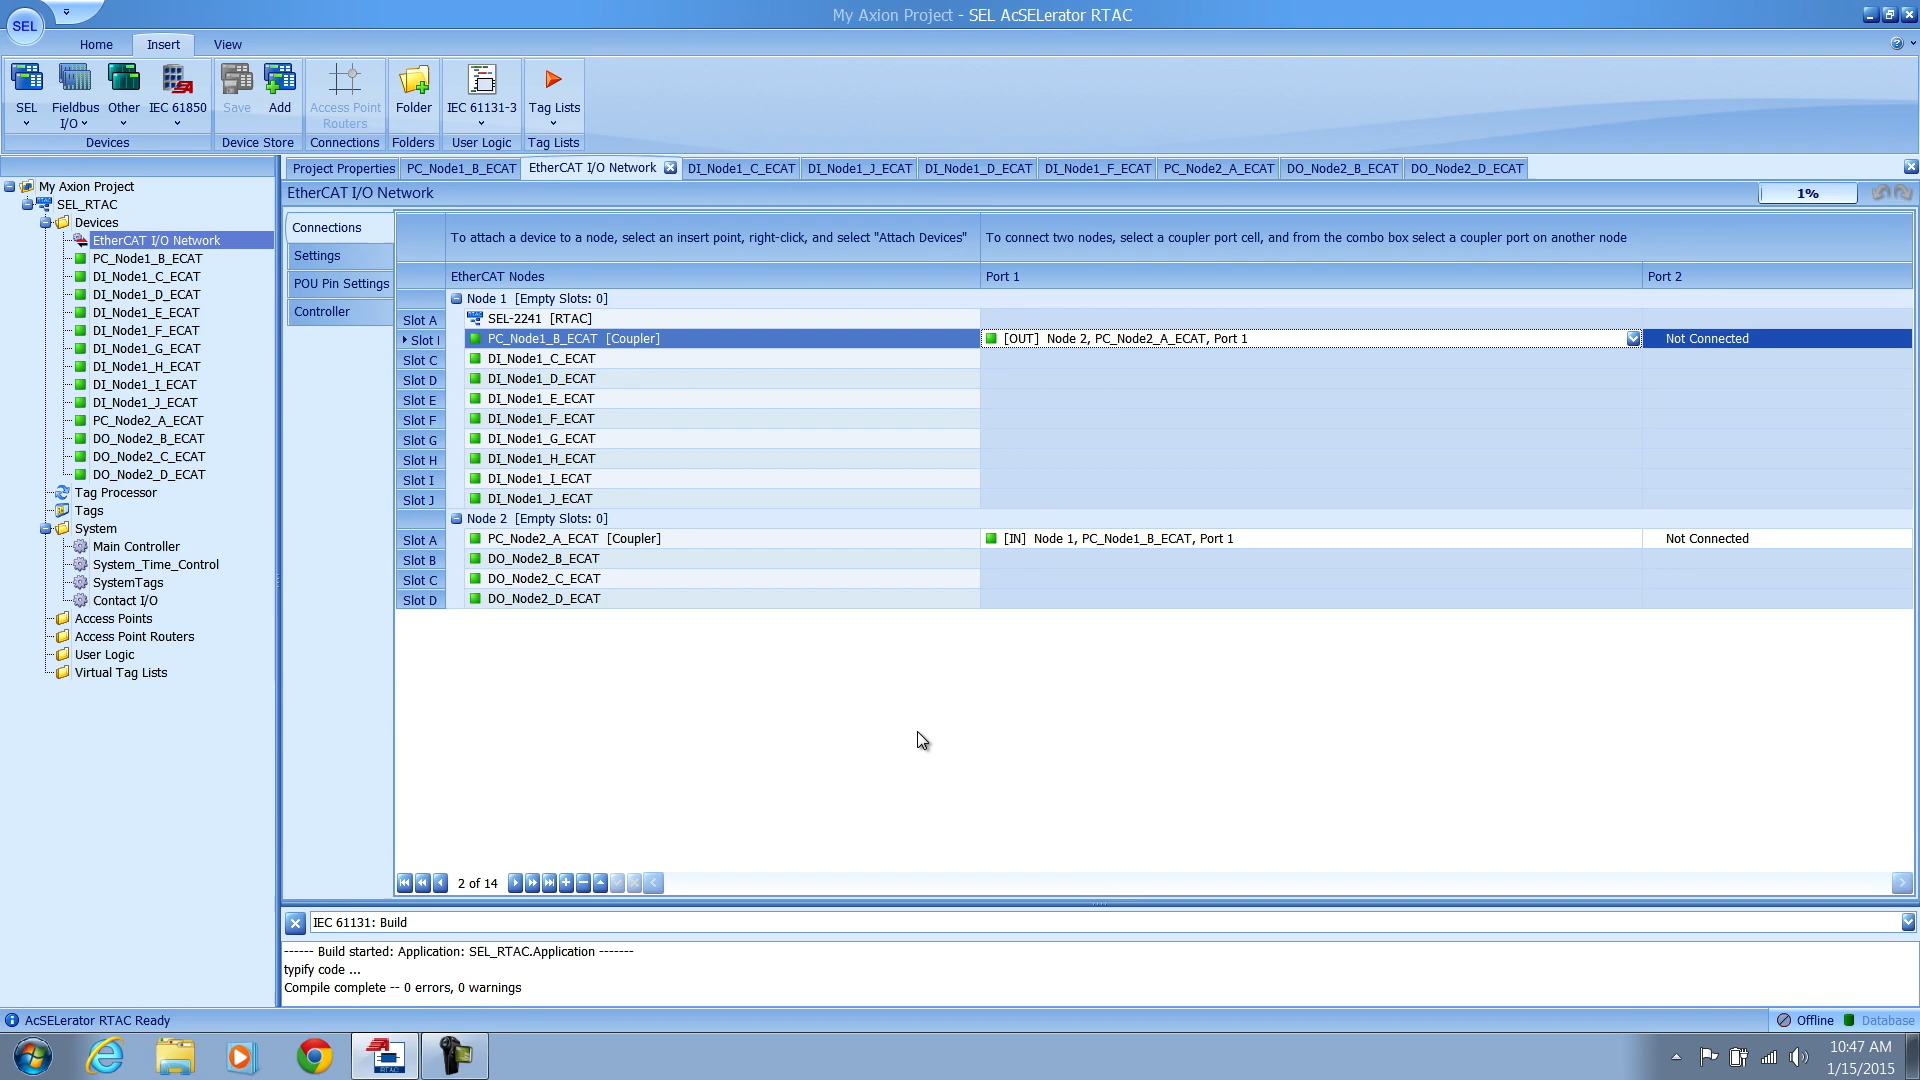 SEL
My Axion Project - SEL AcSELerator RTAC
Home Insert View
SEL Fieldbus I/O Other IEC 61850 Save Add Access Point Routers Folder IEC 61131-3 Tag Lists
Devices Device Store Connections Folders User Logic Tag Lists
Project Properties PC_Node1_B_ECAT EtherCAT I/O Network DI_Node1_C_ECAT DI_Node1_J_ECAT DI_Node1_D_ECAT DI_Node1_F_ECAT PC_Node2_A_ECAT DO_Node2_B_ECAT DO_Node2_D_ECAT
My Axion Project
SEL_RTAC
Devices
EtherCAT I/O Network
PC_Node1_B_ECAT
DI_Node1_C_ECAT
DI_Node1_D_ECAT
DI_Node1_E_ECAT
DI_Node1_F_ECAT
DI_Node1_G_ECAT
DI_Node1_H_ECAT
DI_Node1_I_ECAT
DI_Node1_J_ECAT
PC_Node2_A_ECAT
DO_Node2_B_ECAT
DO_Node2_C_ECAT
DO_Node2_D_ECAT
Tag Processor
Tags
System
Main Controller
System_Time_Control
SystemTags
Contact I/O
Access Points
Access Point Routers
User Logic
Virtual Tag Lists
EtherCAT I/O Network 1%
Connections
Settings
POU Pin Settings
Controller
To attach a device to a node, select an insert point, right-click, and select "Attach Devices" To connect two nodes, select a coupler port cell, and from the combo box select a coupler port on another node
EtherCAT Nodes Port 1 Port 2
Node 1 [Empty Slots: 0]
Slot A SEL-2241 [RTAC]
Slot I PC_Node1_B_ECAT [Coupler] [OUT] Node 2, PC_Node2_A_ECAT, Port 1 Not Connected
Slot C DI_Node1_C_ECAT
Slot D DI_Node1_D_ECAT
Slot E DI_Node1_E_ECAT
Slot F DI_Node1_F_ECAT
Slot G DI_Node1_G_ECAT
Slot H DI_Node1_H_ECAT
Slot I DI_Node1_I_ECAT
Slot J DI_Node1_J_ECAT
Node 2 [Empty Slots: 0]
Slot A PC_Node2_A_ECAT [Coupler] [IN] Node 1, PC_Node1_B_ECAT, Port 1 Not Connected
Slot B DO_Node2_B_ECAT
Slot C DO_Node2_C_ECAT
Slot D DO_Node2_D_ECAT
2 of 14
IEC 61131: Build
------ Build started: Application: SEL_RTAC.Application -------
typify code ...
Compile complete -- 0 errors, 0 warnings
AcSELerator RTAC Ready Offline Database
RTAC
10:47 AM
1/15/2015